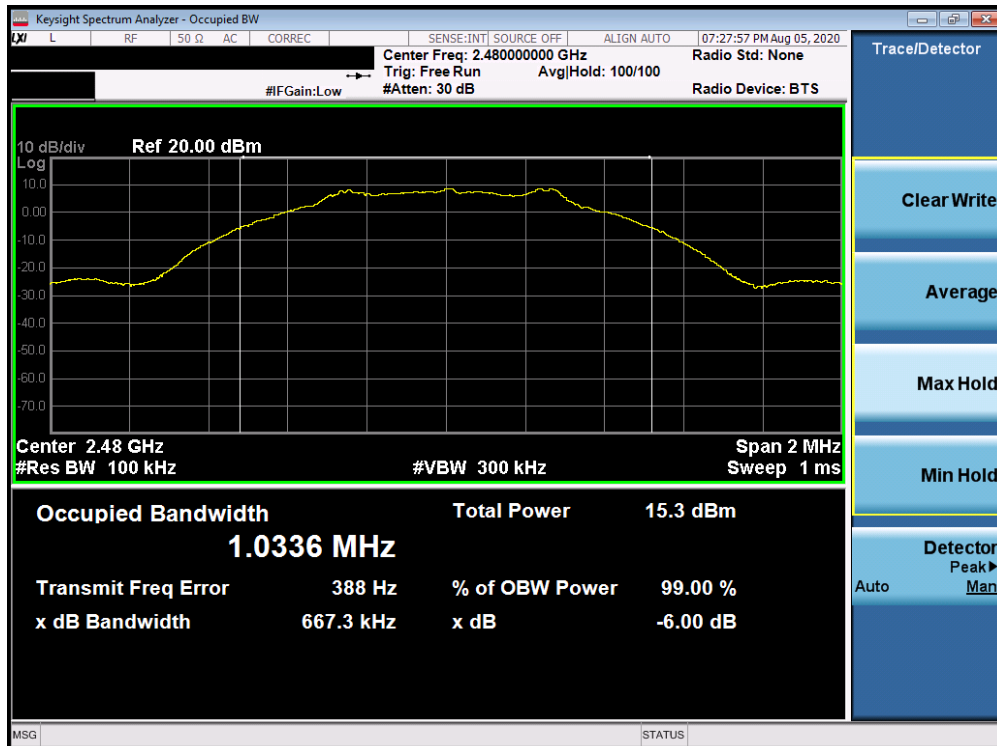 Keysight Spectrum Analyzer - Occupied BW
LXI L RF 50 Ω AC CORREC SENSE:INT SOURCE OFF ALIGN AUTO 07:27:57 PM Aug 05, 2020
Center Freq: 2.480000000 GHz Radio Std: None
Trig: Free Run Avg|Hold: 100/100
#IFGain:Low #Atten: 30 dB Radio Device: BTS
Trace/Detector
10 dB/div Ref 20.00 dBm
Log
10.0
0.00
-10.0
-20.0
-30.0
-40.0
-50.0
-60.0
-70.0
Center 2.48 GHz Span 2 MHz
#Res BW 100 kHz #VBW 300 kHz Sweep 1 ms
Occupied Bandwidth Total Power 15.3 dBm
1.0336 MHz
Transmit Freq Error 388 Hz % of OBW Power 99.00 %
x dB Bandwidth 667.3 kHz x dB -6.00 dB
Clear Write
Average
Max Hold
Min Hold
Detector
Peak▶
Auto Man
MSG STATUS